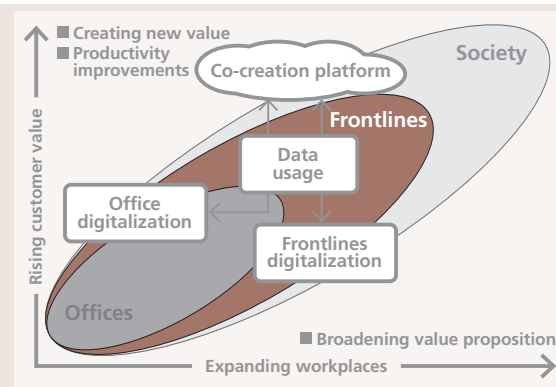 ■ Creating new value
■ Productivity
improvements
Society
Co-creation platform
Frontlines
Data
usage
Office
digitalization
Frontlines
digitalization
Rising customer value
Offices
■ Broadening value proposition
Expanding workplaces